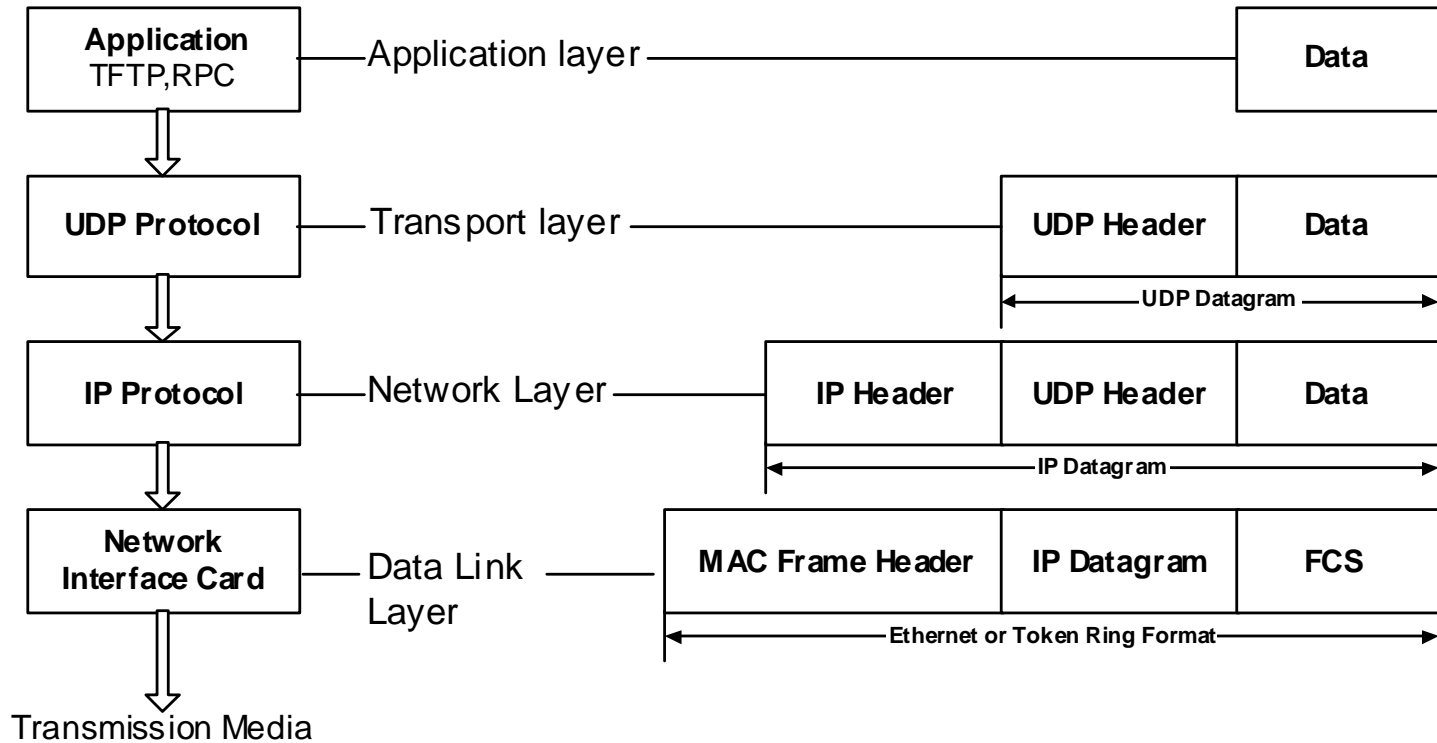 Application
TFTP,RPC
Application layer
Data
UDP Protocol
Transport layer
UDP Header
Data
UDP Datagram
IP Protocol
Network Layer
IP Header
UDP Header
Data
IP Datagram
Network
Interface Card
Data Link
Layer
MAC Frame Header
IP Datagram
FCS
Ethernet or Token Ring Format
Transmission Media